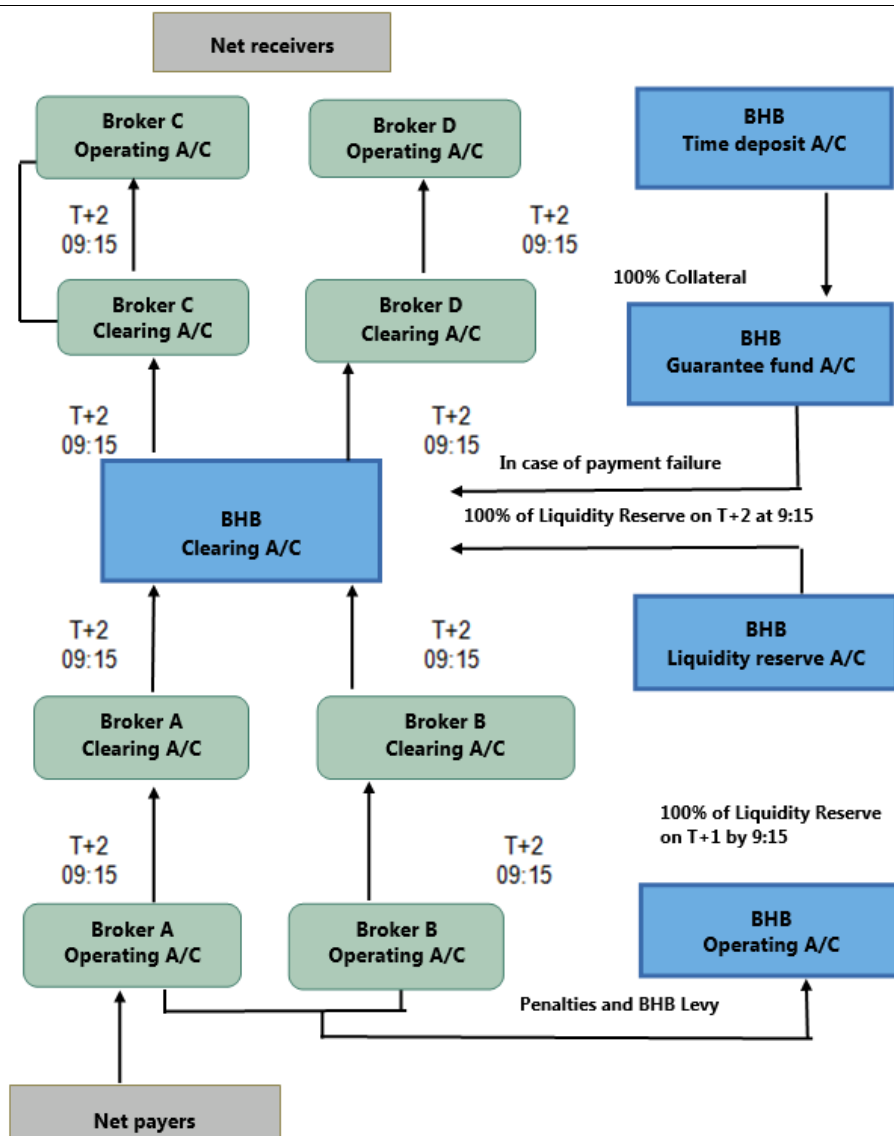 Net receivers
Broker C
Operating A/C
Broker D
Operating A/C
BHB
Time deposit A/C
T+2
09:15
T+2
09:15
100% Collateral
Broker C
Clearing A/C
Broker D
Clearing A/C
BHB
Guarantee fund A/C
T+2
09:15
T+2
09:15
In case of payment failure
100% of Liquidity Reserve on T+2 at 9:15
BHB
Clearing A/C
T+2
09:15
T+2
09:15
BHB
Liquidity reserve A/C
Broker A
Clearing A/C
Broker B
Clearing A/C
100% of Liquidity Reserve
on T+1 by 9:15
T+2
09:15
T+2
09:15
Broker A
Operating A/C
Broker B
Operating A/C
BHB
Operating A/C
Penalties and BHB Levy
Net payers